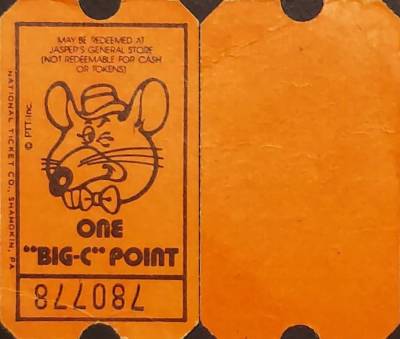 MAY BE REDEEMED AT
JASPER'S GENERAL STORE
(NOT REDEEMABLE FOR CASH
OR TOKENS)
© PTT. Inc.
NATIONAL TICKET CO., SHAMOKIN, PA
ONE
"BIG-C" POINT
780778